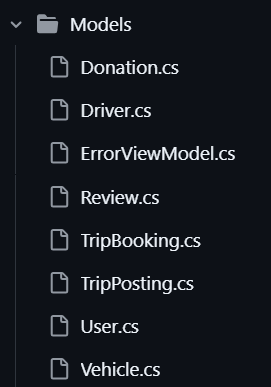 Models
Donation.cs
Driver.cs
ErrorViewModel.cs
Review.cs
TripBooking.cs
TripPosting.cs
User.cs
Vehicle.cs